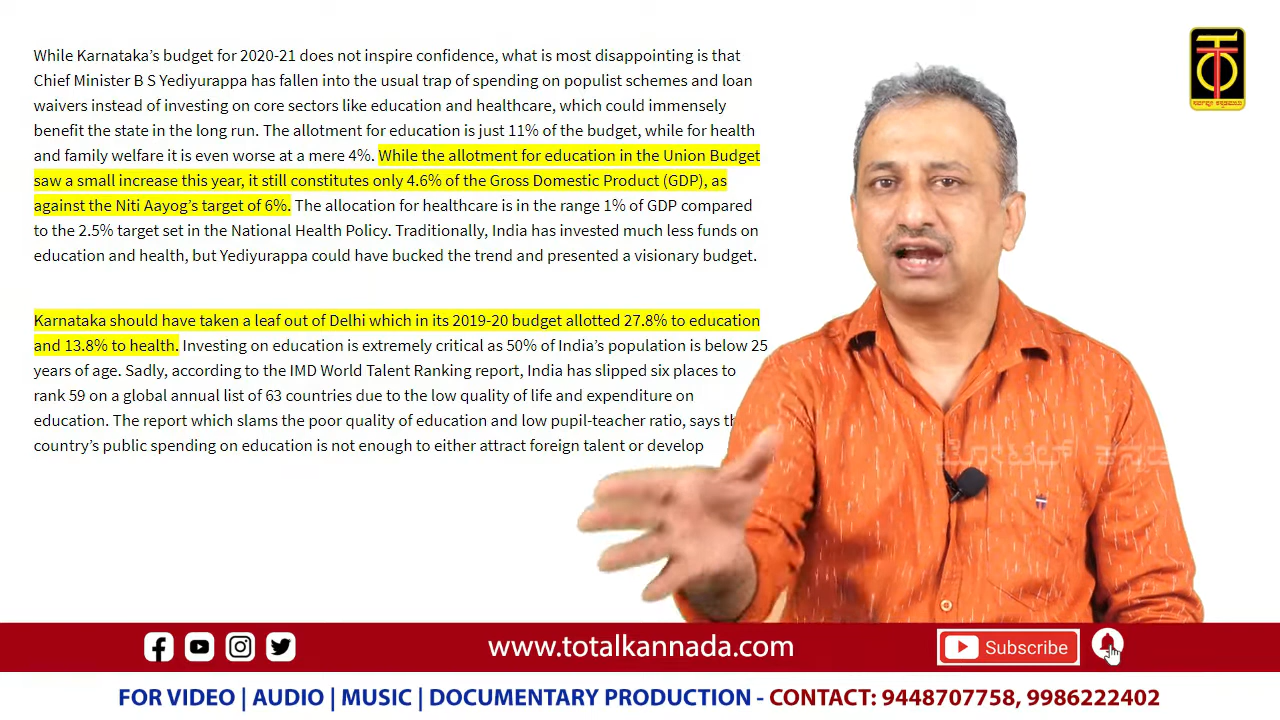 While Karnataka’s budget for 2020-21 does not inspire confidence, what is most disappointing is that
Chief Minister B S Yediyurappa has fallen into the usual trap of spending on populist schemes and loan
waivers instead of investing on core sectors like education and healthcare, which could immensely
benefit the state in the long run. The allotment for education is just 11% of the budget, while for health
and family welfare it is even worse at a mere 4%. While the allotment for education in the Union Budget
saw a small increase this year, it still constitutes only 4.6% of the Gross Domestic Product (GDP), as
against the Niti Aayog’s target of 6%. The allocation for healthcare is in the range 1% of GDP compared
to the 2.5% target set in the National Health Policy. Traditionally, India has invested much less funds on
education and health, but Yediyurappa could have bucked the trend and presented a visionary budget.
Karnataka should have taken a leaf out of Delhi which in its 2019-20 budget allotted 27.8% to education
and 13.8% to health. Investing on education is extremely critical as 50% of India’s population is below 25
years of age. Sadly, according to the IMD World Talent Ranking report, India has slipped six places to
rank 59 on a global annual list of 63 countries due to the low quality of life and expenditure on
education. The report which slams the poor quality of education and low pupil-teacher ratio, says
country’s public spending on education is not enough to either attract foreign talent or develop
www.totalkannada.com
Subscribe
FOR VIDEO | AUDIO | MUSIC | DOCUMENTARY PRODUCTION - CONTACT: 9448707758, 9986222402